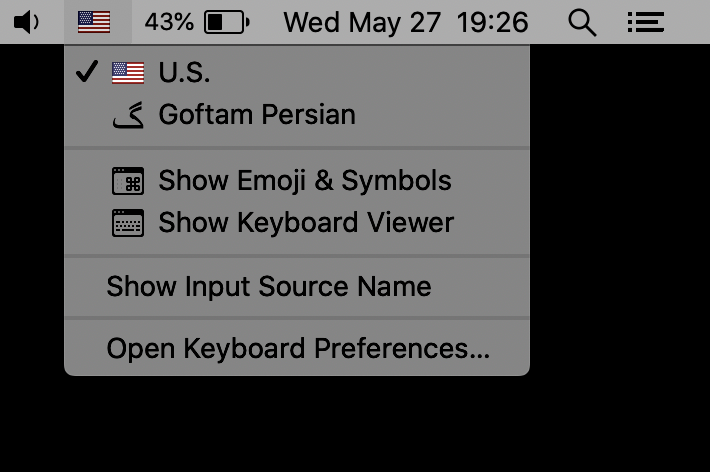 43% Wed May 27 19:26
U.S.
گ Goftam Persian
Show Emoji & Symbols
Show Keyboard Viewer
Show Input Source Name
Open Keyboard Preferences...